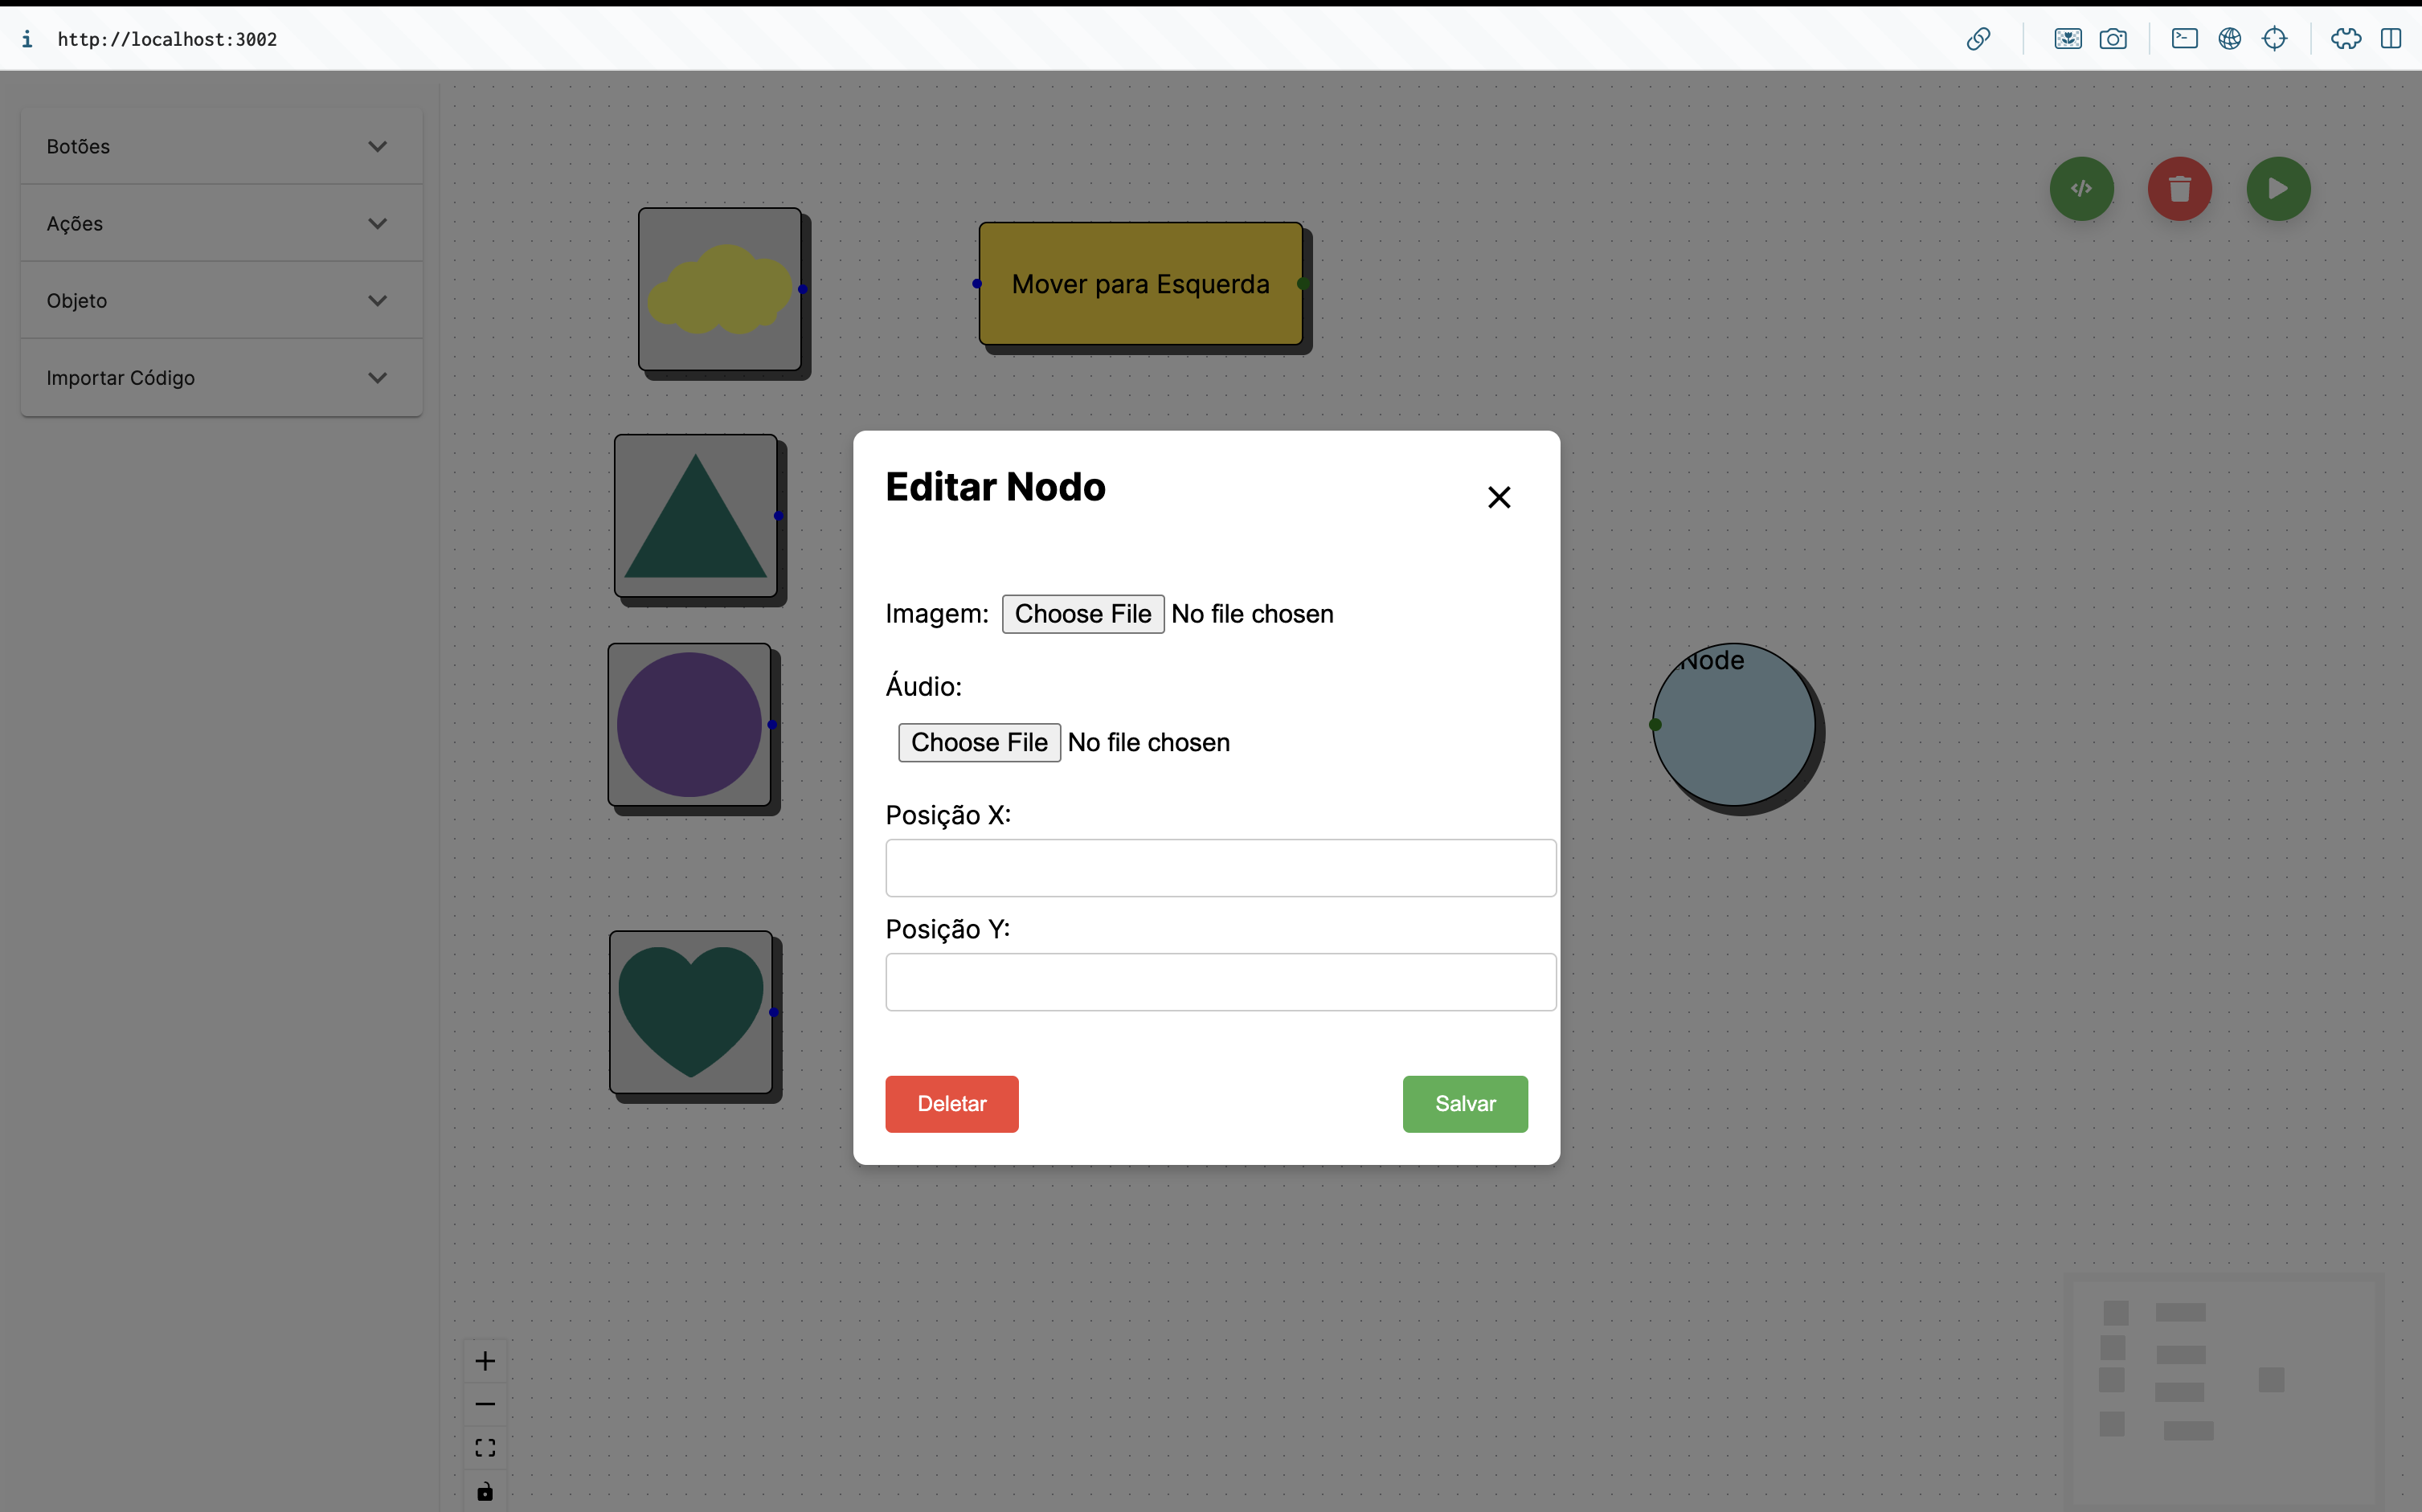 http://localhost:3002
Botões
Ações
Objeto
Importar Código
Mover para Esquerda
Editar Nodo
Imagem: Choose File No file chosen
Áudio:
Choose File No file chosen
Posição X:
Posição Y:
Deletar
Salvar
Node